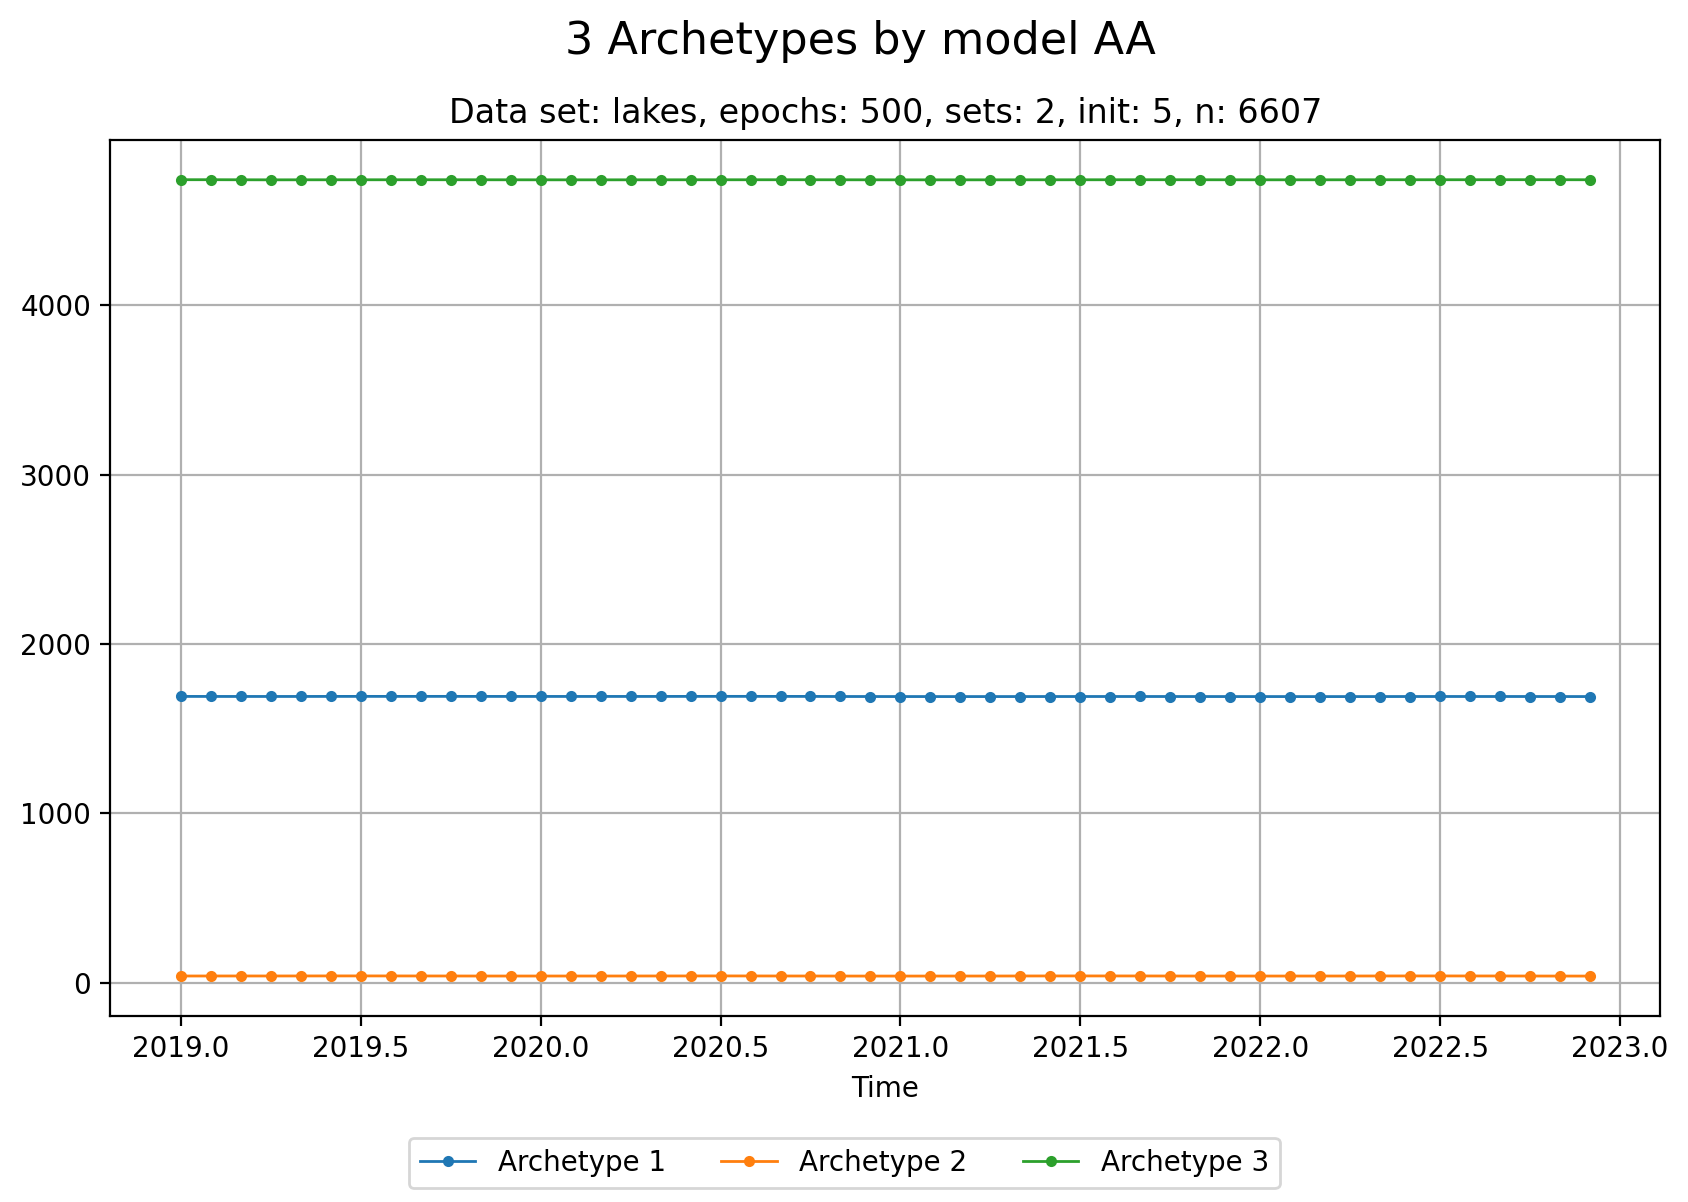 3 Archetypes by model AA
Data set: lakes, epochs: 500, sets: 2, init: 5, n: 6607
4000
3000
2000
1000
0
2019.0 2019.5 2020.0 2020.5 2021.0 2021.5 2022.0 2022.5 2023.0
Time
Archetype 1 Archetype 2 Archetype 3